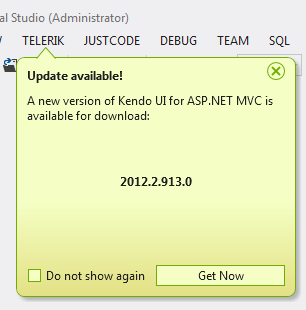 al Studio (Administrator)
W TELERIK JUSTCODE DEBUG TEAM SQL
Update available!
A new version of Kendo UI for ASP.NET MVC is
available for download:
2012.2.913.0
Do not show again Get Now